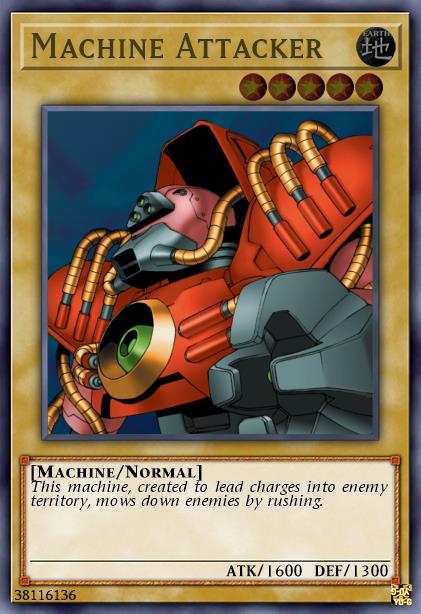 MACHINE ATTACKER
EARTH
地
[MACHINE/NORMAL]
This machine, created to lead charges into enemy
territory, mows down enemies by rushing.
ATK/1600 DEF/1300
38116136